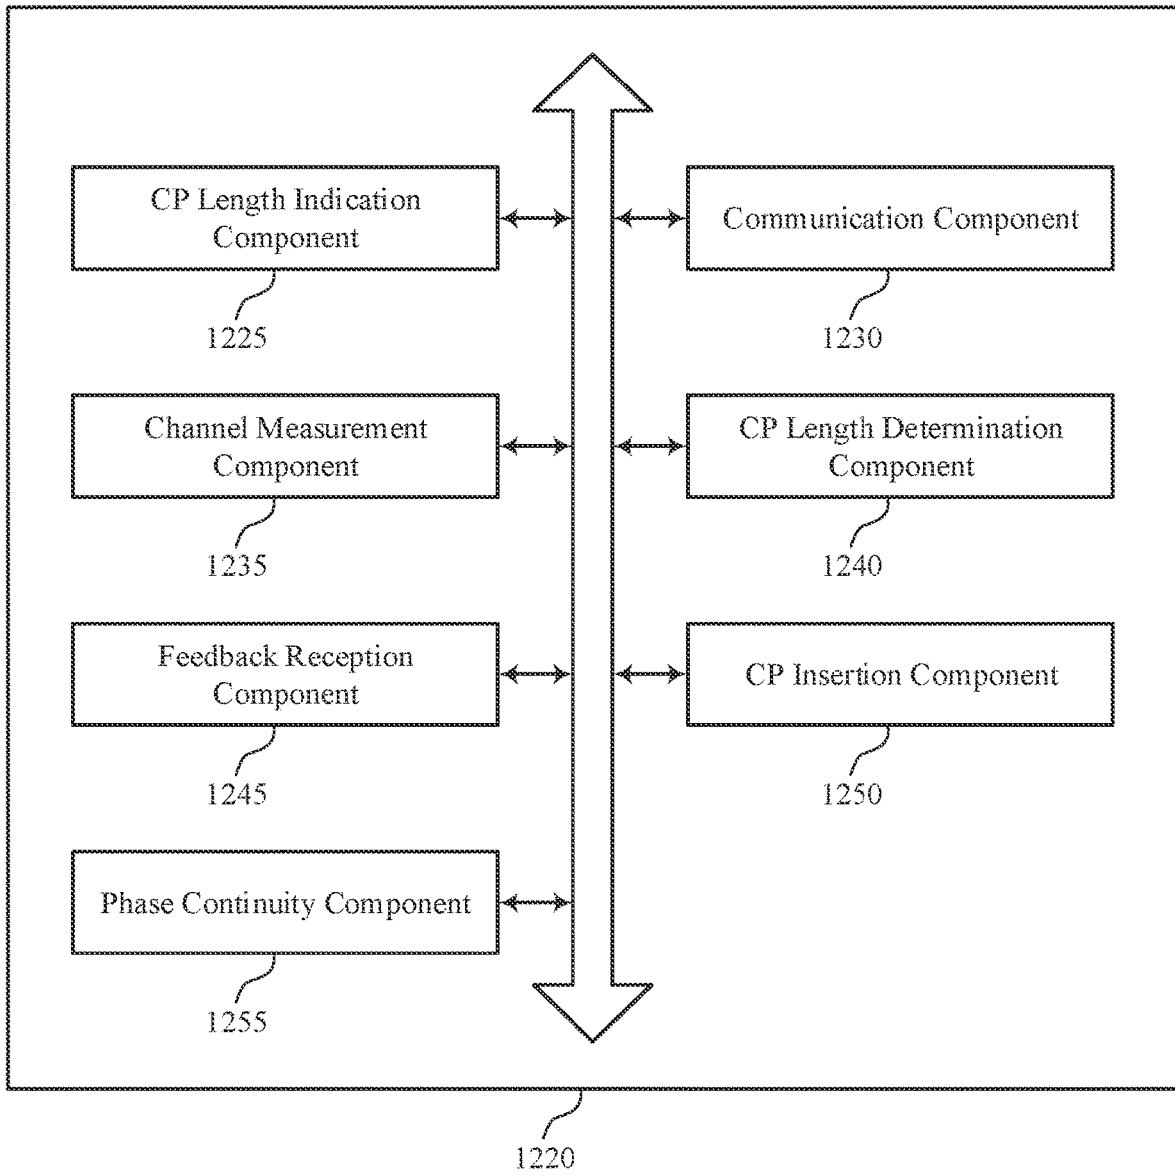 CP Length Indication
Component
1225
Communication Component
1230
Channel Measurement
Component
1235
CP Length Determination
Component
1240
Feedback Reception
Component
1245
CP Insertion Component
1250
Phase Continuity Component
1255
1220